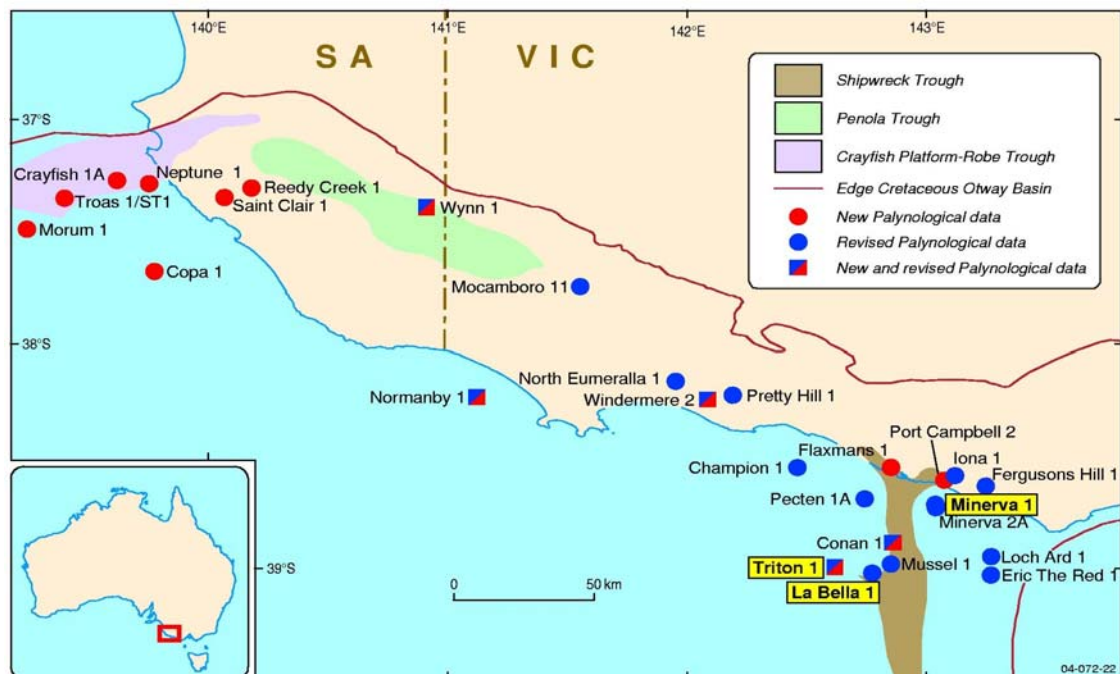 140°E
141°E
142°E
143°E
SA
VIC
37°S
38°S
39°S
Shipwreck Trough
Penola Trough
Crayfish Platform-Robe Trough
Edge Cretaceous Otway Basin
New Palynological data
Revised Palynological data
New and revised Palynological data
Crayfish 1A
Neptune 1
Troas 1/ST1
Reedy Creek 1
Saint Clair 1
Morum 1
Wynn 1
Copa 1
Mocamboro 11
North Eumeralla 1
Normanby 1
Windermere 2
Pretty Hill 1
Port Campbell 2
Flaxmans 1
Iona 1
Champion 1
Fergusons Hill 1
Pecten 1A
Minerva 1
Minerva 2A
Conan 1
Loch Ard 1
Triton 1
Mussel 1
Eric The Red 1
La Bella 1
0
50 km
04-072-22